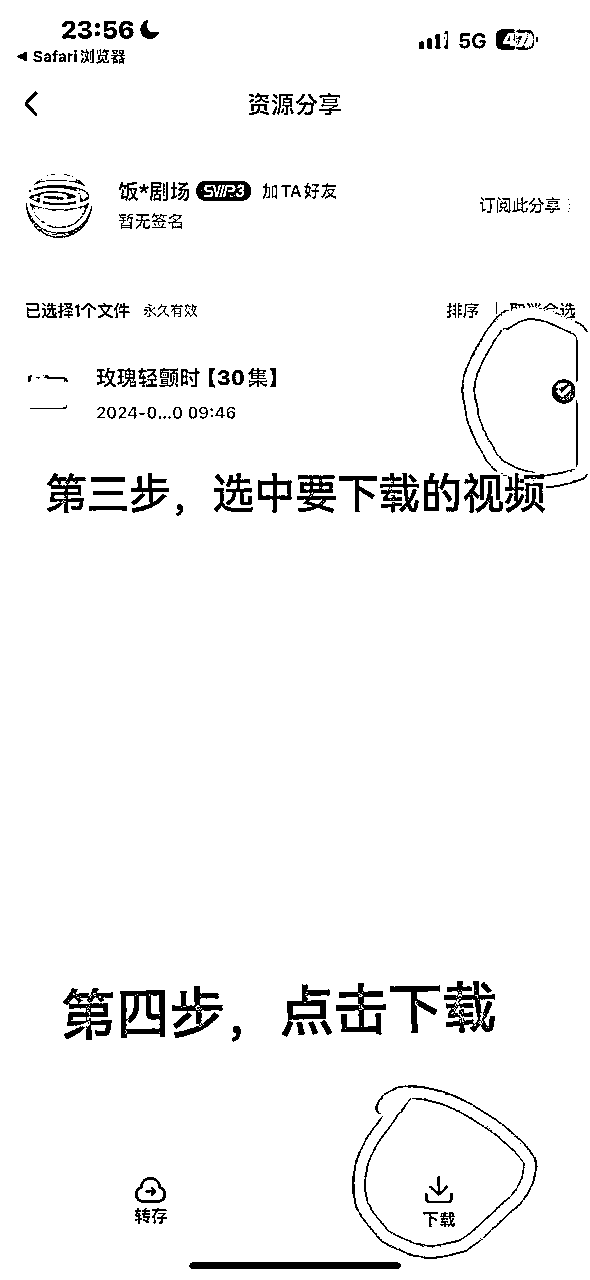 23:56 5G 47
◀ Safari浏览器
资源分享
饭*剧场 SVIP3 加TA好友
订阅此分享
暂无签名
已选择1个文件 永久有效
排序 | 取消全选
玫瑰轻颤时【30集】
2024-0...0 09:46
第三步，选中要下载的视频
第四步，点击下载
转存
下载